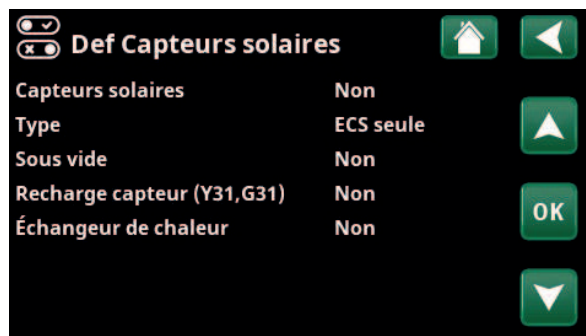 Def Capteurs solaires
Capteurs solaires Non
Type ECS seule
Sous vide Non
Recharge capteur (Y31,G31) Non
Échangeur de chaleur Non
OK